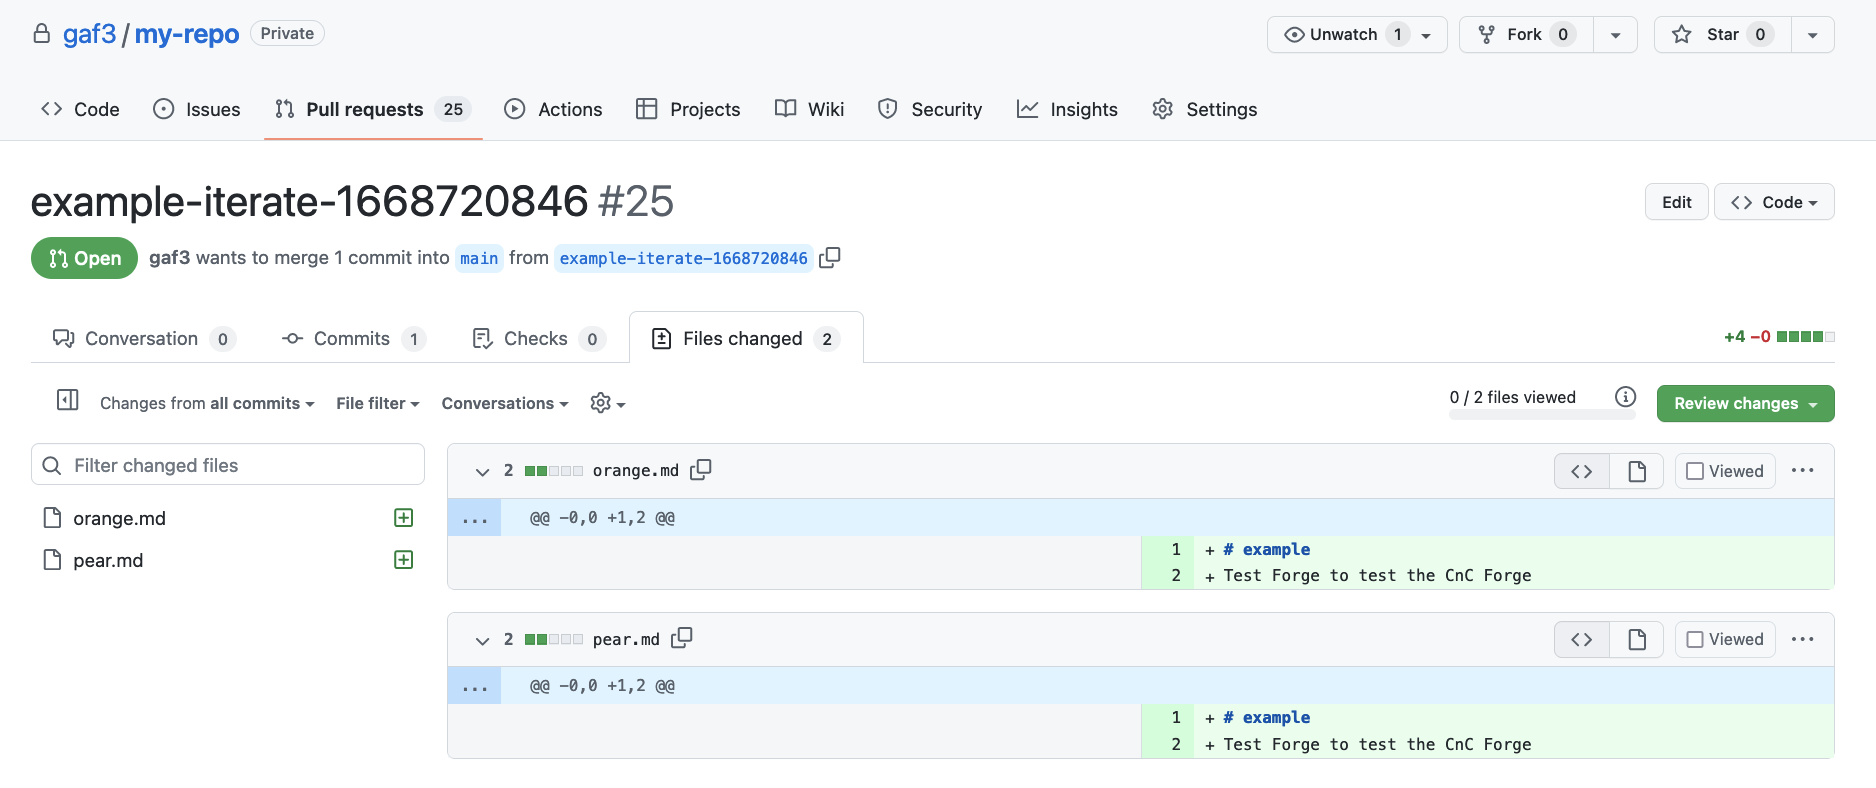 gaf3 / my-repo Private
Unwatch 1 Fork 0 Star 0
Code Issues Pull requests 25 Actions Projects Wiki Security Insights Settings
example-iterate-1668720846 #25
Edit <> Code
Open gaf3 wants to merge 1 commit into main from example-iterate-1668720846
Conversation 0 Commits 1 Checks 0 Files changed 2
+4 −0
Changes from all commits File filter Conversations
0 / 2 files viewed
Review changes
Filter changed files
orange.md
pear.md
2 orange.md
<> Viewed ...
... @@ -0,0 +1,2 @@
1 + # example
2 + Test Forge to test the CnC Forge
2 pear.md
<> Viewed ...
... @@ -0,0 +1,2 @@
1 + # example
2 + Test Forge to test the CnC Forge